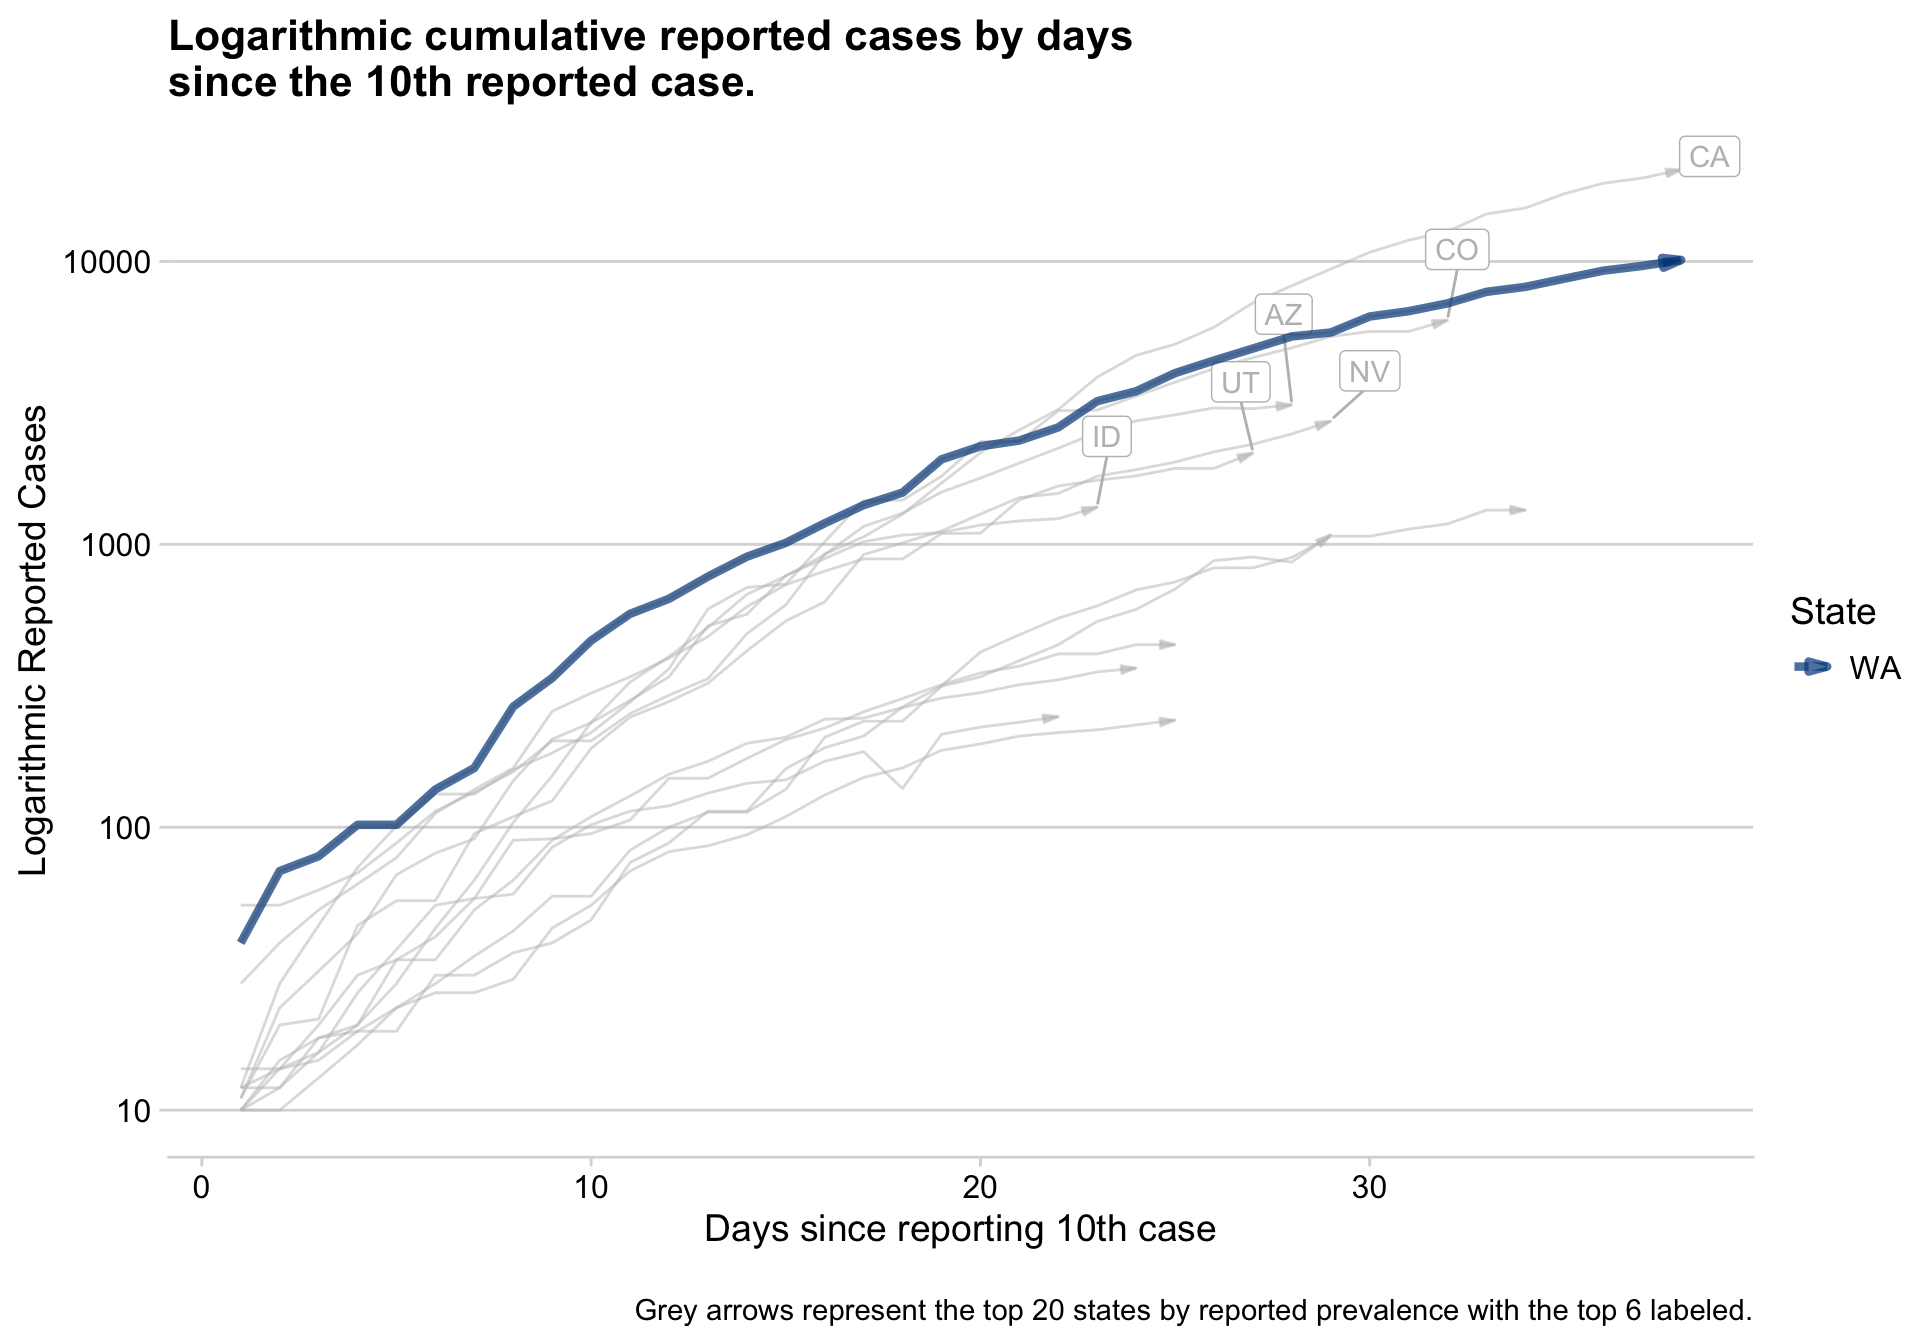 Logarithmic cumulative reported cases by days
since the 10th reported case.
CA
CO
10000
AZ
NV
UT
ID
1000
100
10
Logarithmic Reported Cases
State
WA
0 10 20 30
Days since reporting 10th case
Grey arrows represent the top 20 states by reported prevalence with the top 6 labeled.